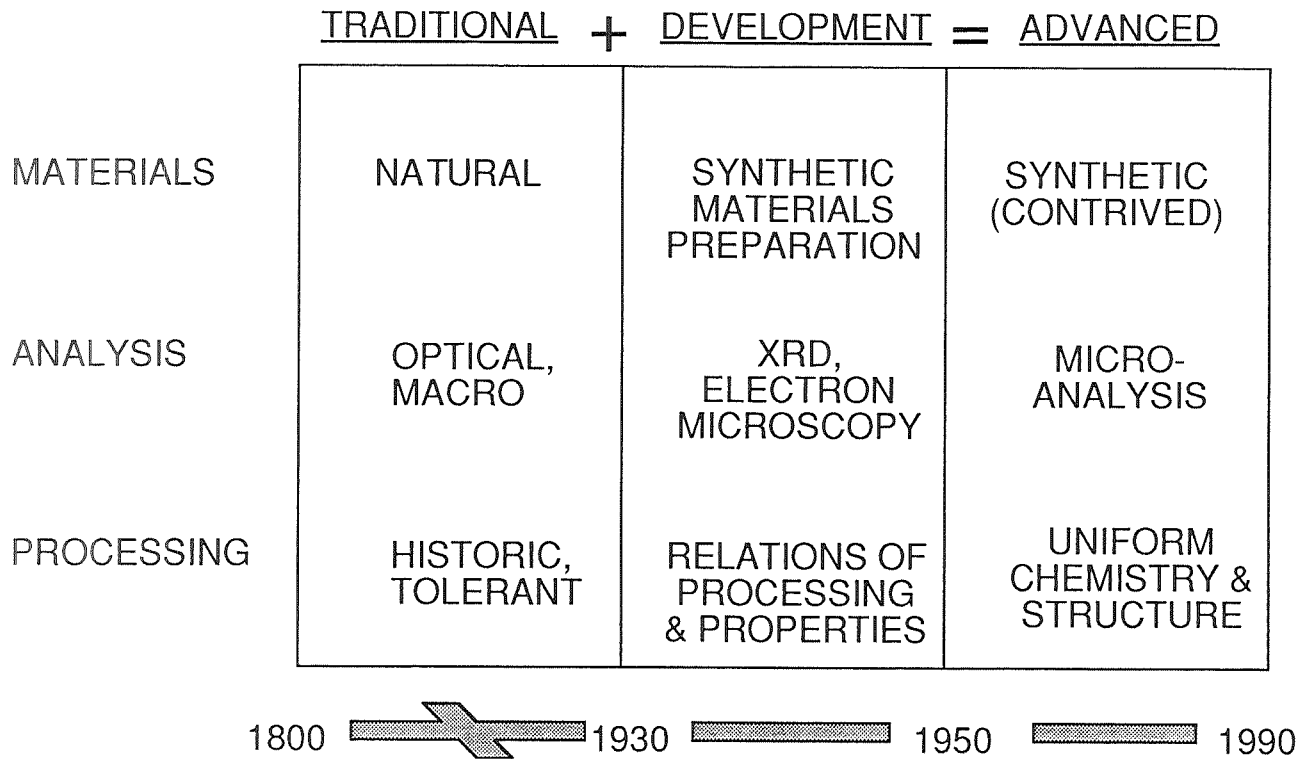 TRADITIONAL + DEVELOPMENT = ADVANCED
MATERIALS
NATURAL
SYNTHETIC
MATERIALS
PREPARATION
SYNTHETIC
(CONTRIVED)
ANALYSIS
OPTICAL,
MACRO
XRD,
ELECTRON
MICROSCOPY
MICRO-
ANALYSIS
PROCESSING
HISTORIC,
TOLERANT
RELATIONS OF
PROCESSING
& PROPERTIES
UNIFORM
CHEMISTRY &
STRUCTURE
1800 1930 1950 1990